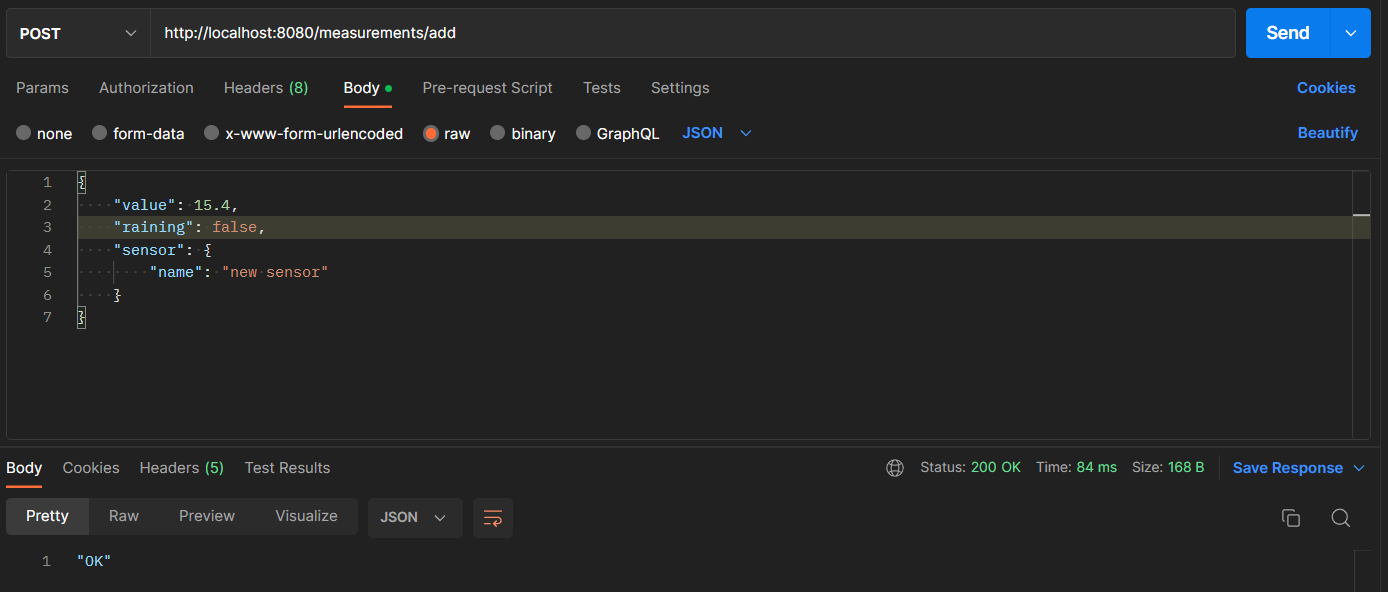 POST http://localhost:8080/measurements/add Send
Params Authorization Headers (8) Body Pre-request Script Tests Settings Cookies
none form-data x-www-form-urlencoded raw binary GraphQL JSON Beautify
1 {
2 "value": 15.4,
3 "raining": false,
4 "sensor": {
5 "name": "new sensor"
6 }
7 }
Body Cookies Headers (5) Test Results Status: 200 OK Time: 84 ms Size: 168 B Save Response
Pretty Raw Preview Visualize JSON
1 "OK"